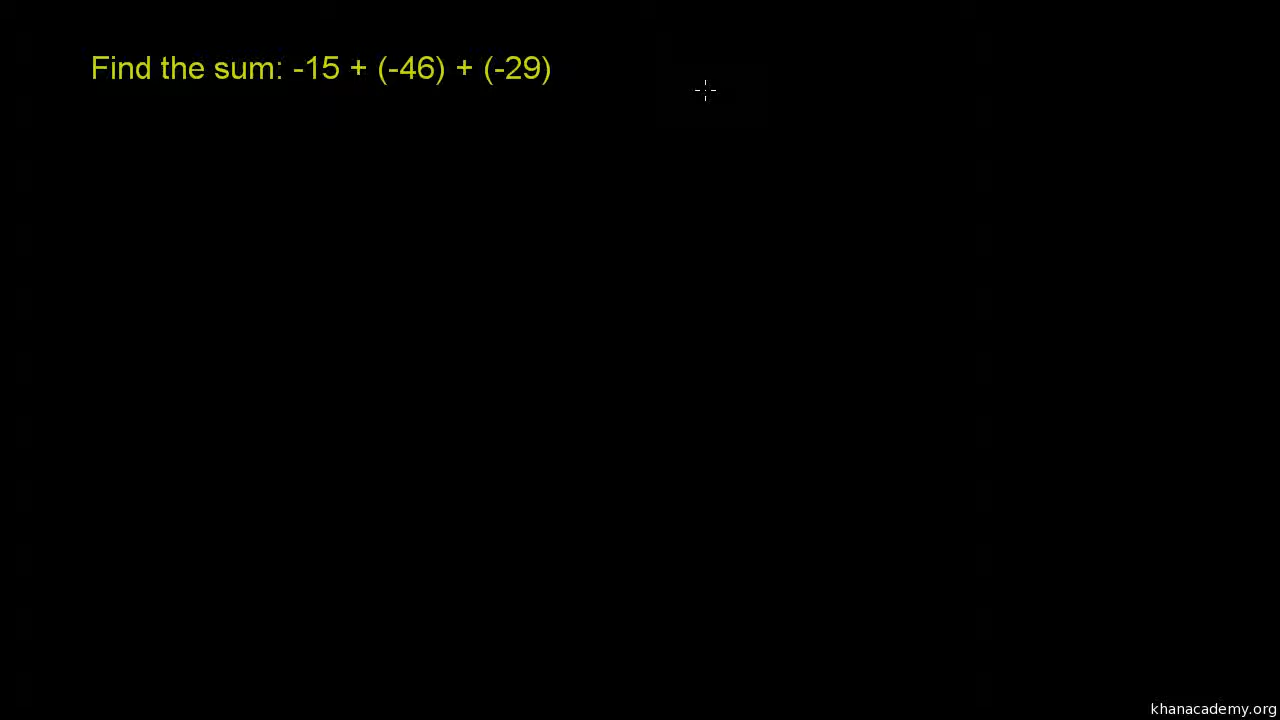 Find the sum: -15 + (-46) + (-29)
khanacademy.org